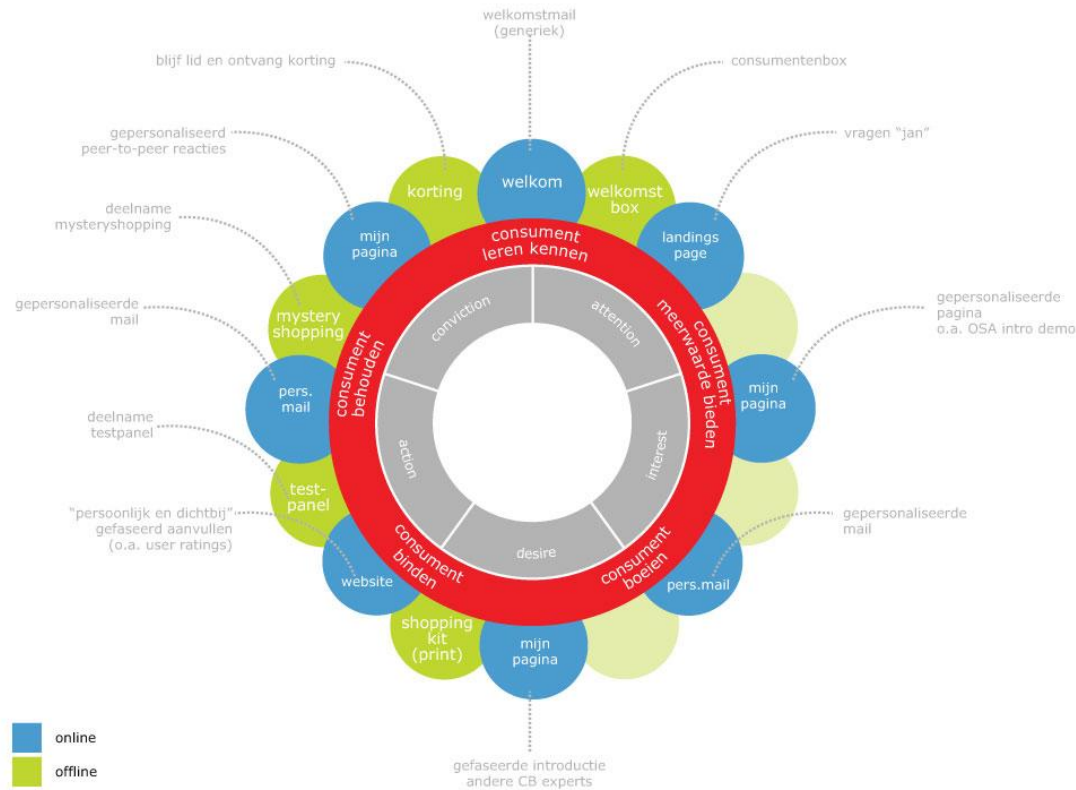 welkomstmail
(generiek)
blijf lid en ontvang korting
consumentenbox
gepersonaliseerd
peer-to-peer reacties
vragen "jan"
deelname
mysteryshopping
gepersonaliseerde
mail
gepersonaliseerde
pagina
o.a. OSA intro demo
deelname
testpanel
"persoonlijk en dichtbij"
gefaseerd aanvullen
(o.a. user ratings)
gepersonaliseerde
mail
gefaseerde introductie
andere CB experts
welkom
welkomst
box
landings
page
mijn
pagina
pers.mail
mijn
pagina
shopping
kit
(print)
website
test-
panel
pers.
mail
mystery
shopping
mijn
pagina
korting
consument
leren kennen
consument
meerwaarde bieden
consument
boeien
consument
binden
consument
behouden
attention
interest
desire
action
conviction
online
offline